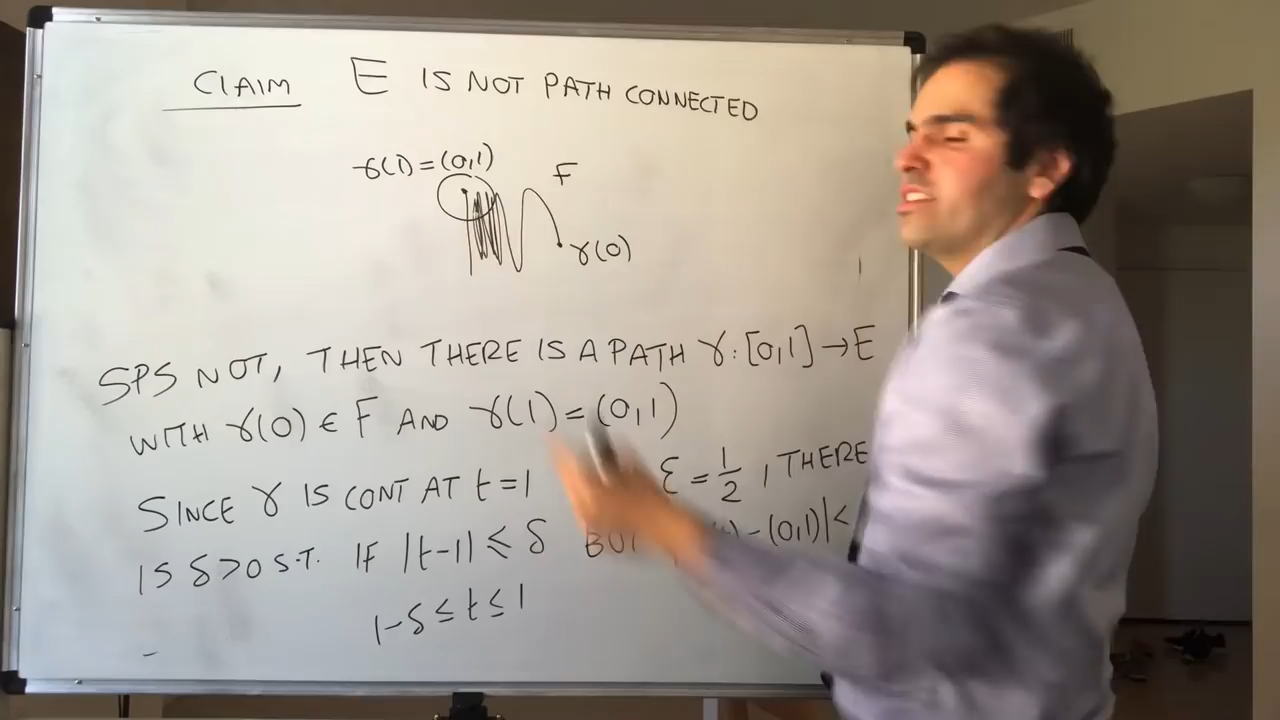 CLAIM E IS NOT PATH CONNECTED
γ(1) = (0,1)
F
γ(0)
SPS NOT, THEN THERE IS A PATH γ: [0,1] → E
WITH γ(0) ∈ F AND γ(1) = (0,1)
SINCE γ IS CONT AT t=1 ε = 1/2, THERE
IS δ>0 S.T. IF |t-1| ≤ δ - (0,1)| <
1-δ ≤ t ≤ 1